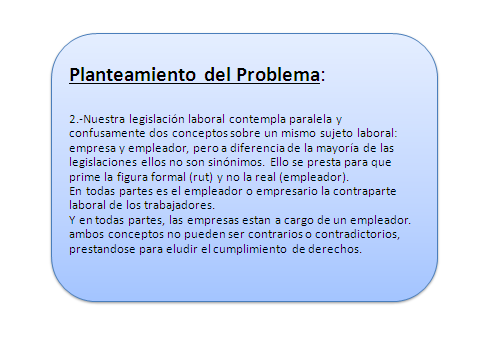 Planteamiento del Problema:
2.-Nuestra legislación laboral contempla paralela y
confusamente dos conceptos sobre un mismo sujeto laboral:
empresa y empleador, pero a diferencia de la mayoría de las
legislaciones ellos no son sinónimos. Ello se presta para que
prime la figura formal (rut) y no la real (empleador).
En todas partes es el empleador o empresario la contraparte
laboral de los trabajadores.
Y en todas partes, las empresas estan a cargo de un empleador.
ambos conceptos no pueden ser contrarios o contradictorios,
prestandose para eludir el cumplimiento de derechos.